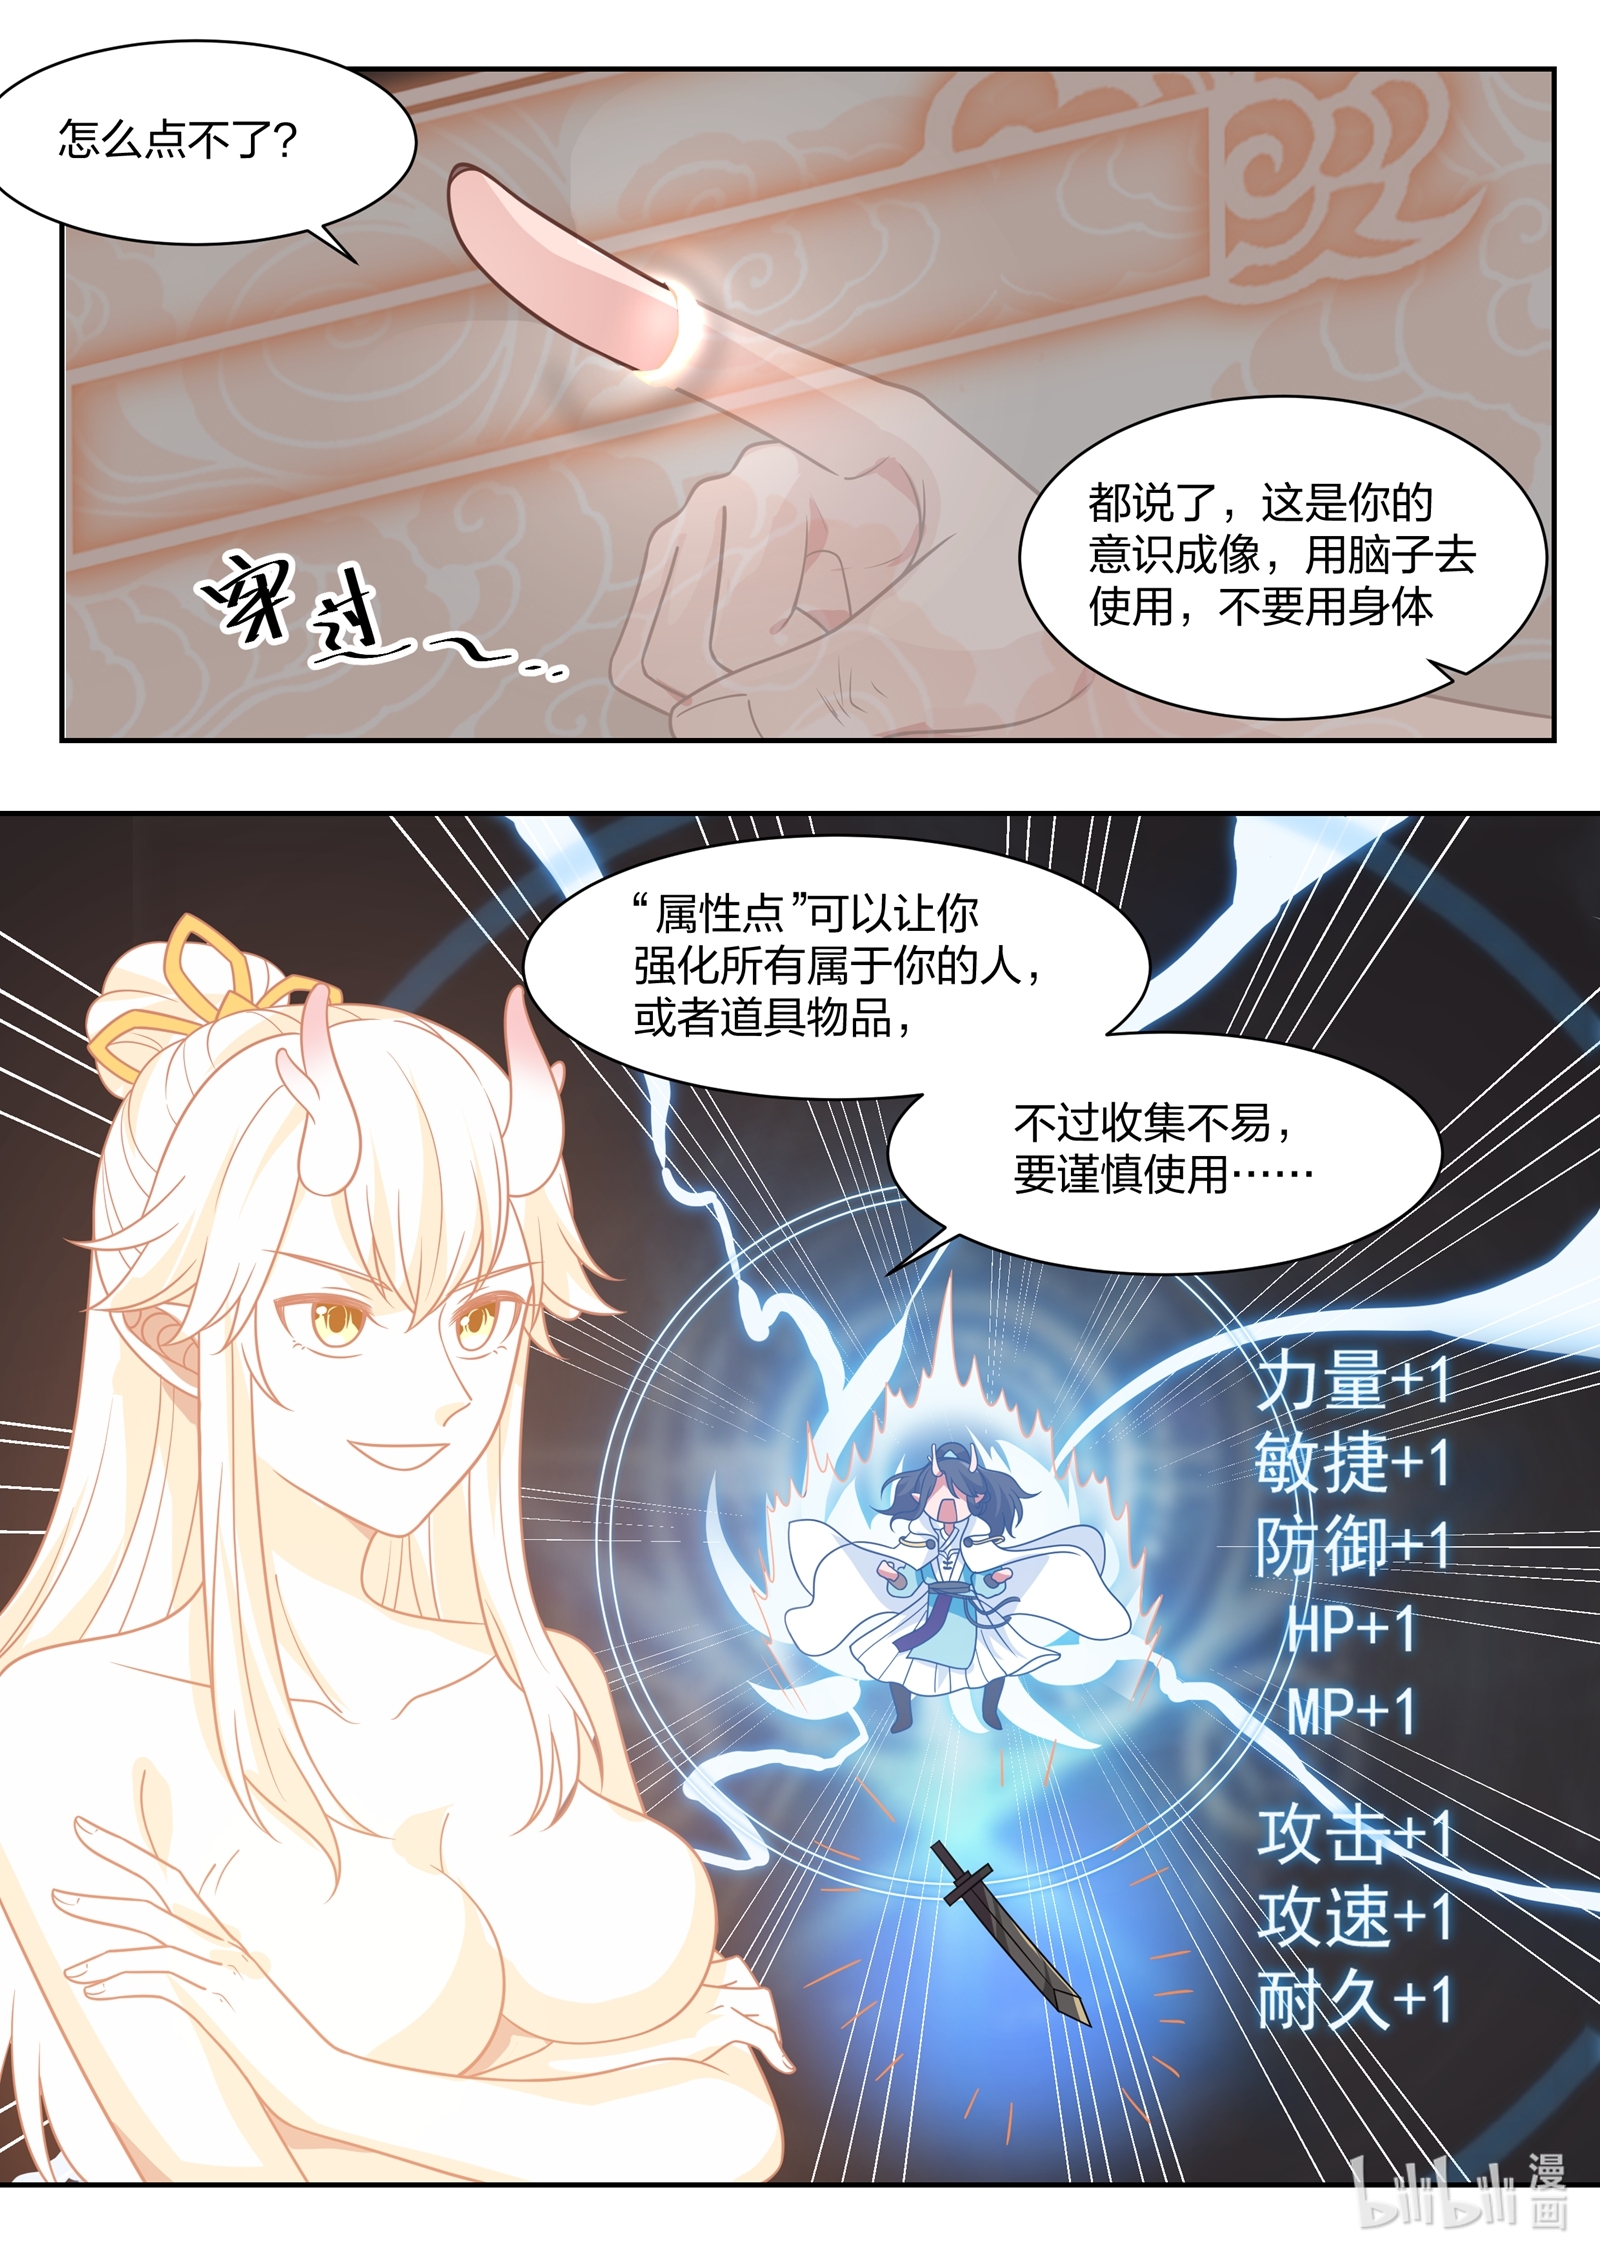 怎么点不了？
都说了，这是你的
意识成像，用脑子去
使用，不要用身体
穿过～...
“属性点”可以让你
强化所有属于你的人，
或者道具物品，
不过收集不易，
要谨慎使用……
力量+1
敏捷+1
防御+1
HP+1
MP+1
攻击+1
攻速+1
耐久+1
bilibili 漫画